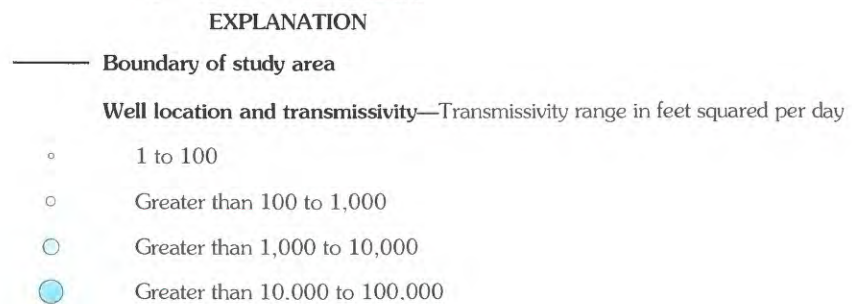 EXPLANATION
Boundary of study area
Well location and transmissivity—Transmissivity range in feet squared per day
1 to 100
Greater than 100 to 1,000
Greater than 1,000 to 10,000
Greater than 10.000 to 100.000